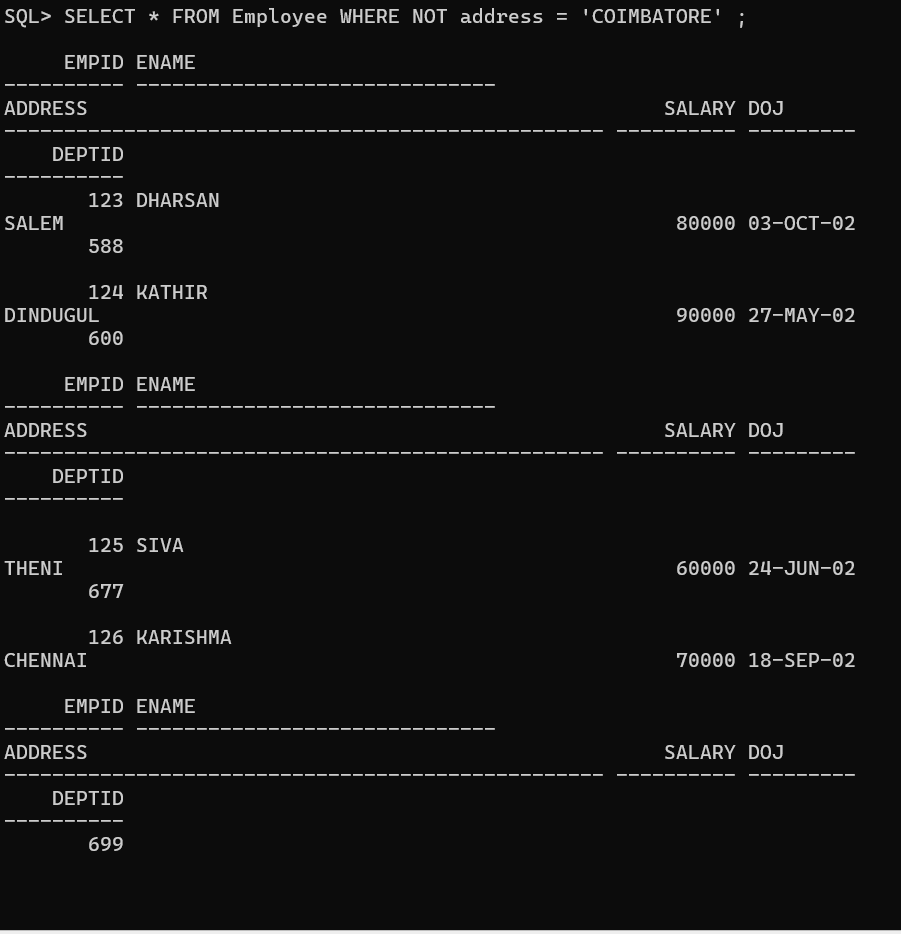 SQL> SELECT * FROM Employee WHERE NOT address = 'COIMBATORE' ;

     EMPID ENAME
---------- ------------------------------
ADDRESS                                                SALARY DOJ
-------------------------------------------------- ---------- ---------
    DEPTID
----------
       123 DHARSAN
SALEM                                                   80000 03-OCT-02
       588

       124 KATHIR
DINDUGUL                                                90000 27-MAY-02
       600

     EMPID ENAME
---------- ------------------------------
ADDRESS                                                SALARY DOJ
-------------------------------------------------- ---------- ---------
    DEPTID
----------

       125 SIVA
THENI                                                   60000 24-JUN-02
       677

       126 KARISHMA
CHENNAI                                                 70000 18-SEP-02

     EMPID ENAME
---------- ------------------------------
ADDRESS                                                SALARY DOJ
-------------------------------------------------- ---------- ---------
    DEPTID
----------
       699